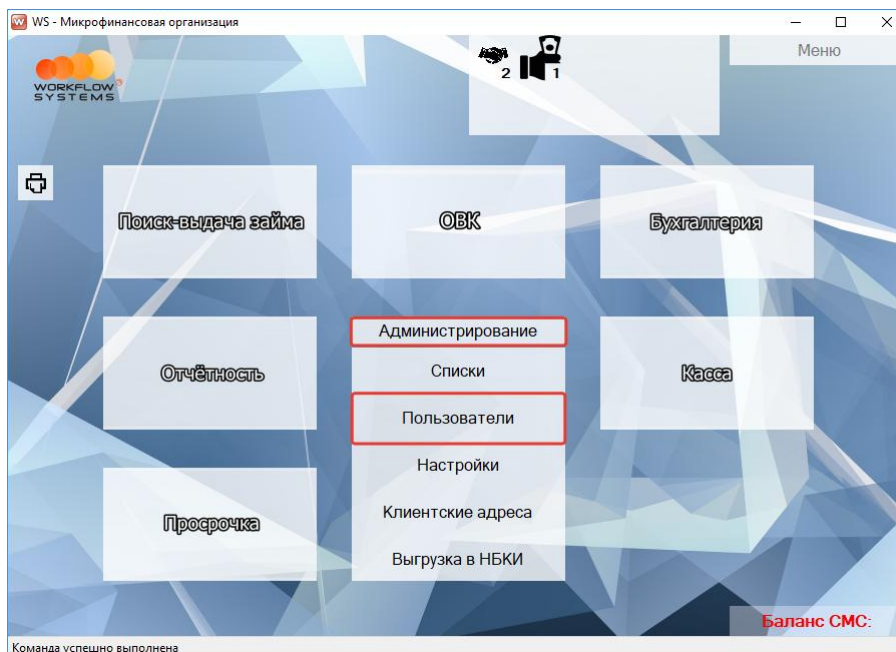 WS - Микрофинансовая организация
Меню
WORKFLOW
SYSTEMS
2
1
Поиск-выдача займа
ОВК
Бухгалтерия
Администрирование
Отчётность
Списки
Касса
Пользователи
Настройки
Просрочка
Клиентские адреса
Выгрузка в НБКИ
Баланс СМС:
Команда успешно выполнена